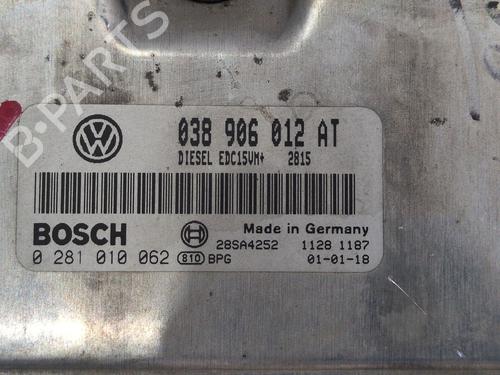 B-PARTS
038 906 012 AT
DIESEL EDC15VM+ 2815
BOSCH
Made in Germany
28SA4252 1128 1187
0 281 010 062 810 BPG 01-01-18